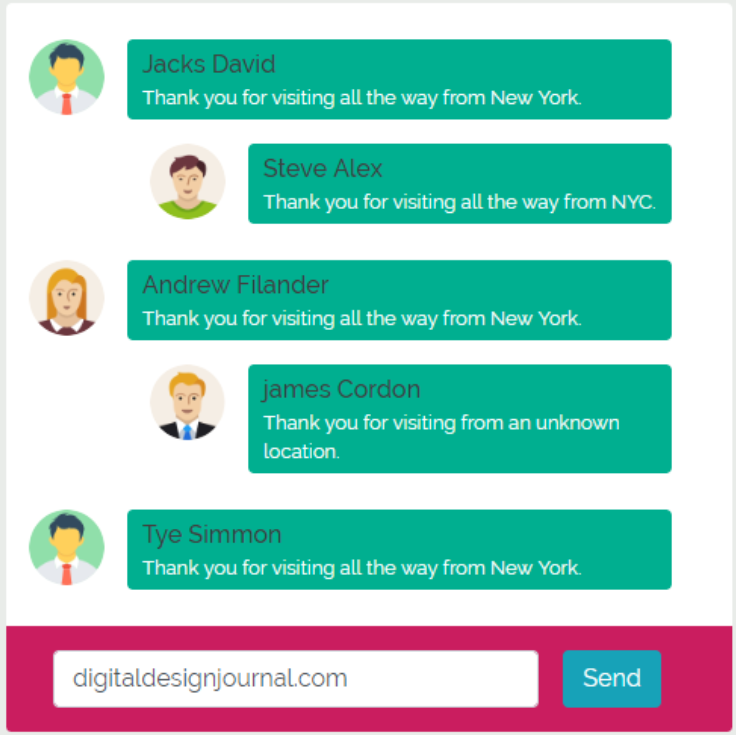 Jacks David
Thank you for visiting all the way from New York.
Steve Alex
Thank you for visiting all the way from NYC.
Andrew Filander
Thank you for visiting all the way from New York.
james Cordon
Thank you for visiting from an unknown
location.
Tye Simmon
Thank you for visiting all the way from New York.
digitaldesignjournal.com
Send